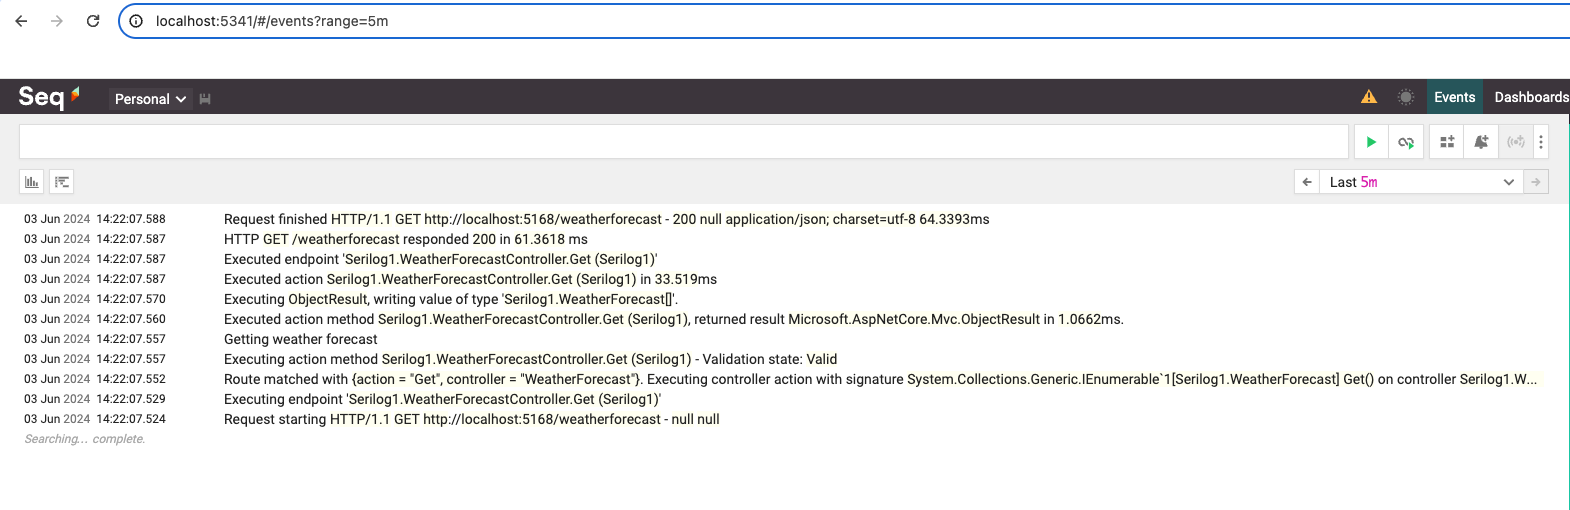 localhost:5341/#/events?range=5m
Seq
Personal
Events
Dashboards
Last 5m
03 Jun 2024 14:22:07.588 Request finished HTTP/1.1 GET http://localhost:5168/weatherforecast - 200 null application/json; charset=utf-8 64.3393ms
03 Jun 2024 14:22:07.587 HTTP GET /weatherforecast responded 200 in 61.3618 ms
03 Jun 2024 14:22:07.587 Executed endpoint 'Serilog1.WeatherForecastController.Get (Serilog1)'
03 Jun 2024 14:22:07.587 Executed action Serilog1.WeatherForecastController.Get (Serilog1) in 33.519ms
03 Jun 2024 14:22:07.570 Executing ObjectResult, writing value of type 'Serilog1.WeatherForecast[]'.
03 Jun 2024 14:22:07.560 Executed action method Serilog1.WeatherForecastController.Get (Serilog1), returned result Microsoft.AspNetCore.Mvc.ObjectResult in 1.0662ms.
03 Jun 2024 14:22:07.557 Getting weather forecast
03 Jun 2024 14:22:07.557 Executing action method Serilog1.WeatherForecastController.Get (Serilog1) - Validation state: Valid
03 Jun 2024 14:22:07.552 Route matched with {action = "Get", controller = "WeatherForecast"}. Executing controller action with signature System.Collections.Generic.IEnumerable`1[Serilog1.WeatherForecast] Get() on controller Serilog1.W...
03 Jun 2024 14:22:07.529 Executing endpoint 'Serilog1.WeatherForecastController.Get (Serilog1)'
03 Jun 2024 14:22:07.524 Request starting HTTP/1.1 GET http://localhost:5168/weatherforecast - null null
Searching... complete.